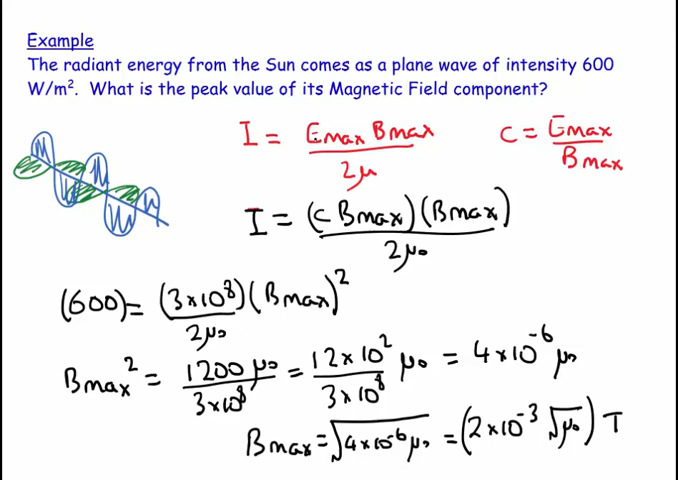 Example
The radiant energy from the Sun comes as a plane wave of intensity 600
W/m². What is the peak value of its Magnetic Field component?
I = Emax Bmax / 2μ    c = Emax / Bmax
I = (c Bmax)(Bmax) / 2μ₀
(600) = (3×10⁸)(Bmax)² / 2μ₀
Bmax² = 1200 μ₀ / 3×10⁸ = 12×10² / 3×10⁸ μ₀ = 4×10⁻⁶ μ₀
Bmax = √4×10⁻⁶ μ₀ = (2×10⁻³ √μ₀) T